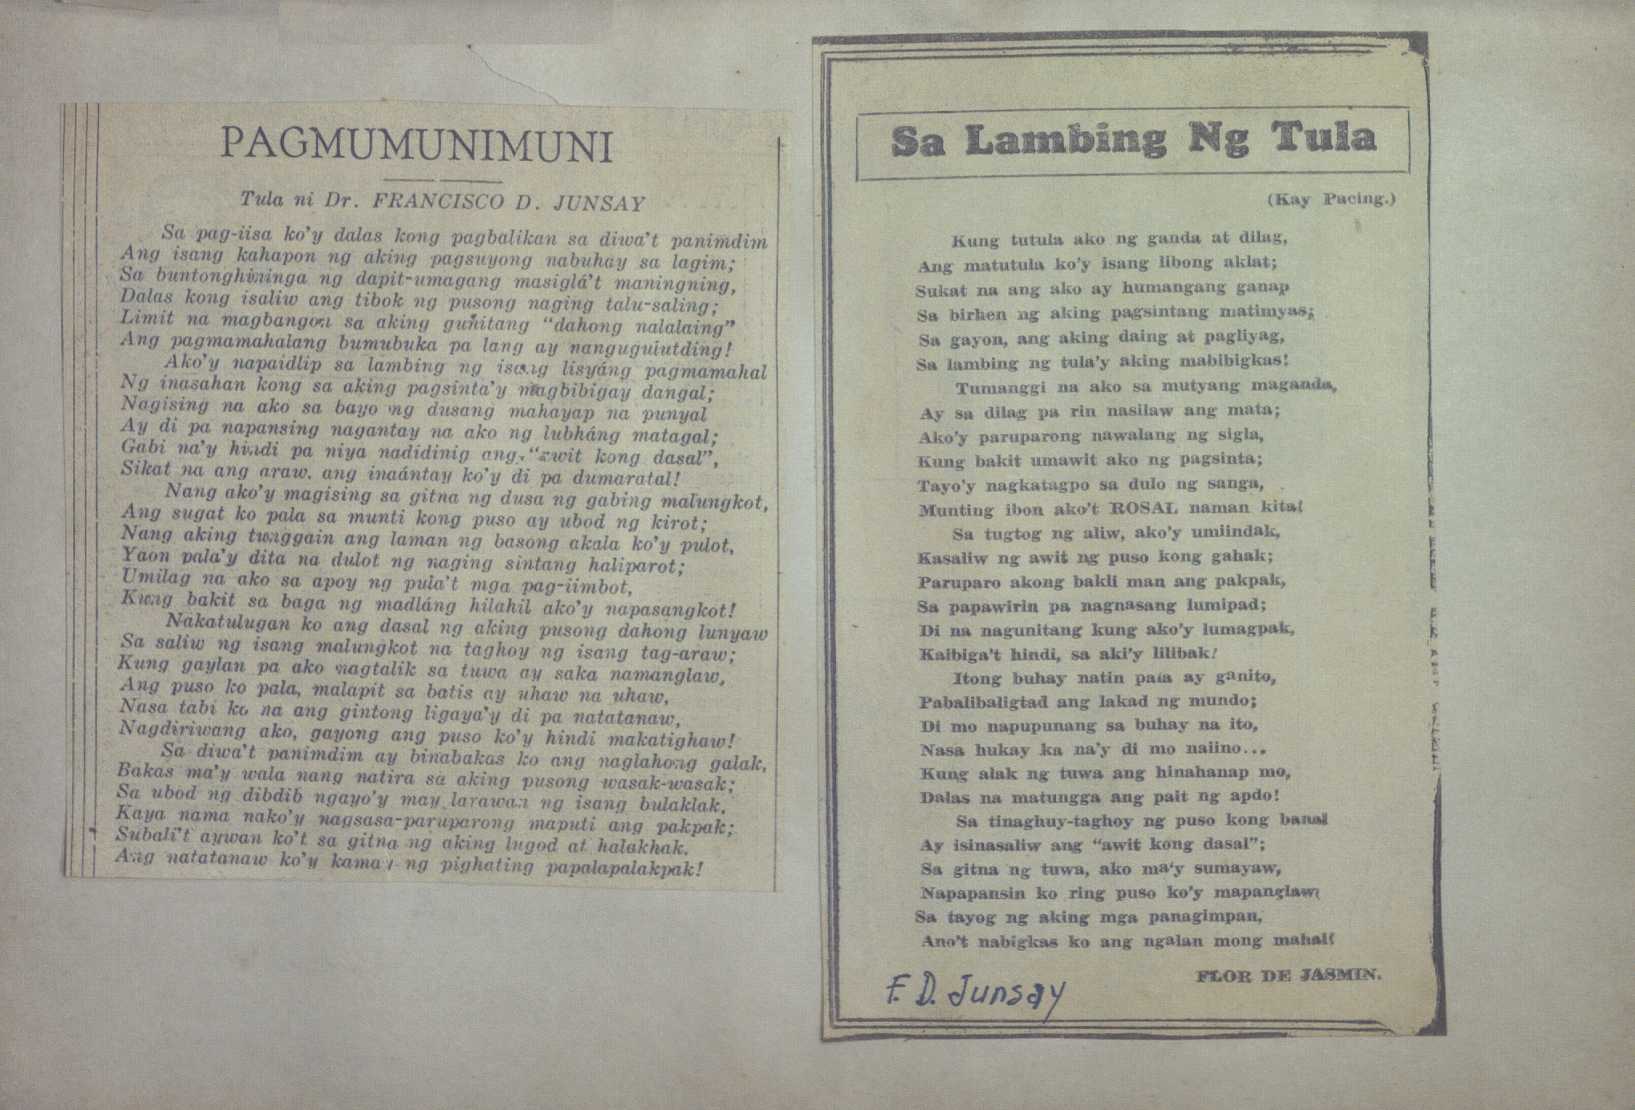 PAGMUMUNIMUNI
Tula ni Dr. FRANCISCO D. JUNSAY
Sa pag-iisa ko'y dalas kong pagbalikan sa diwa't panimdim
Ang isang kahapon ng aking pagsuyong nabuhay sa lagim;
Sa buntonghininga ng dapit-umagang masiglá't maningning,
Dalas kong isaliw ang tibok ng pusong naging talu-saling;
Limit na magbangon sa aking gunitang "dahong nalalaing"
Ang pagmamahalang bumubuka pa lang ay
Ako'y napaidlip sa lambing ng isang lisyáng pagmamahal
Ng inasahan kong sa aking pagsinta'y magbibigay dangal;
Nagising na ako sa bayo ng dusang mahayap na punyal
Ay di pa napansing nagantay na ako ng lubháng matagal;
Gabi na'y hindi pa niya nadidinig ang "awit kong dasal",
Sikat na ang araw. ang inaántay ko'y di pa dumaratal!
Nang ako'y magising sa gitna ng dusa ng gabing malungkot,
Ang sugat ko pala sa munti kong puso ay ubod ng kirot;
Nang aking tunggain ang laman ng basong akala ko'y pulot,
Yaon pala'y dita na dulot ng naging sintang haliparot;
Umilag na ako sa apoy ng pula't mga pag-iimbot,
Kung bakit sa baga ng madláng hilahil ako'y napasangkot!
Nakatulugan ko ang dasal ng aking pusong dahong lunyaw
Sa saliw ng isang malungkot na taghoy ng isang tag-araw;
Kung gaylan pa ako nagtalik sa tuwa ay saka namanglaw,
Ang puso ko pala, malapit sa batis ay uhaw na uhaw,
Nasa tabi ko na ang gintong ligaya'y di pa natatanaw,
Nagdiriwang ako, gayong ang puso ko'y hindi makatighaw!
Sa diwa't panimdim ay binabakas ko ang naglahong galak,
Bakas ma'y wala nang natira sa aking pusong wasak-wasak;
Sa ubod ng dibdib ngayo'y may larawan ng isang bulaklak,
Kaya nama nako'y nagsasa-paruparong maputi ang pakpak;
Subali't aywan ko't sa gitna ng aking lugod at halakhak.
Ang natatanaw ko'y kamay ng pighating papalapalakpak!
Sa Lambing Ng Tula
(Kay Pacing.)
Kung tutula ako ng ganda at dilag,
Ang matutula ko'y isang libong aklat;
Sukat na ang ako ay humangang ganap
Sa birhen ng aking pagsintang matimyas;
Sa gayon, ang aking daing at pagliyag,
Sa lambing ng tula'y aking mabibigkas!
Tumanggi na ako sa mutyang maganda,
Ay sa dilag pa rin nasilaw ang mata;
Ako'y paruparong nawalang ng sigla,
Kung bakit umawit ako ng pagsinta;
Tayo'y nagkatagpo sa dulo ng sanga,
Munting ibon ako't ROSAL naman kita!
Sa tugtog ng aliw, ako'y umiindak,
Kasaliw ng awit ng puso kong gahak;
Paruparo akong bakli man ang pakpak,
Sa papawirin pa nagnasang lumipad;
Di na nagunitang kung ako'y lumagpak,
Kaibiga't hindi, sa aki'y lilibak!
Itong buhay natin pala ay ganito,
Pabalibaligtad ang lakad ng mundo;
Di mo napupunang sa buhay na ito,
Nasa hukay ka na'y di mo naiino...
Kung alak ng tuwa ang hinahanap mo,
Dalas na matungga ang pait ng apdo!
Sa tinaghuy-taghoy ng puso kong banal
Ay isinasaliw ang "awit kong dasal";
Sa gitna ng tuwa, ako ma'y sumayaw,
Napapansin ko ring puso ko'y mapanglaw;
Sa tayog ng aking mga panagimpan,
Ano't nabigkas ko ang ngalan mong mahal!
FLOR DE JASMIN.
F. D. Junsay